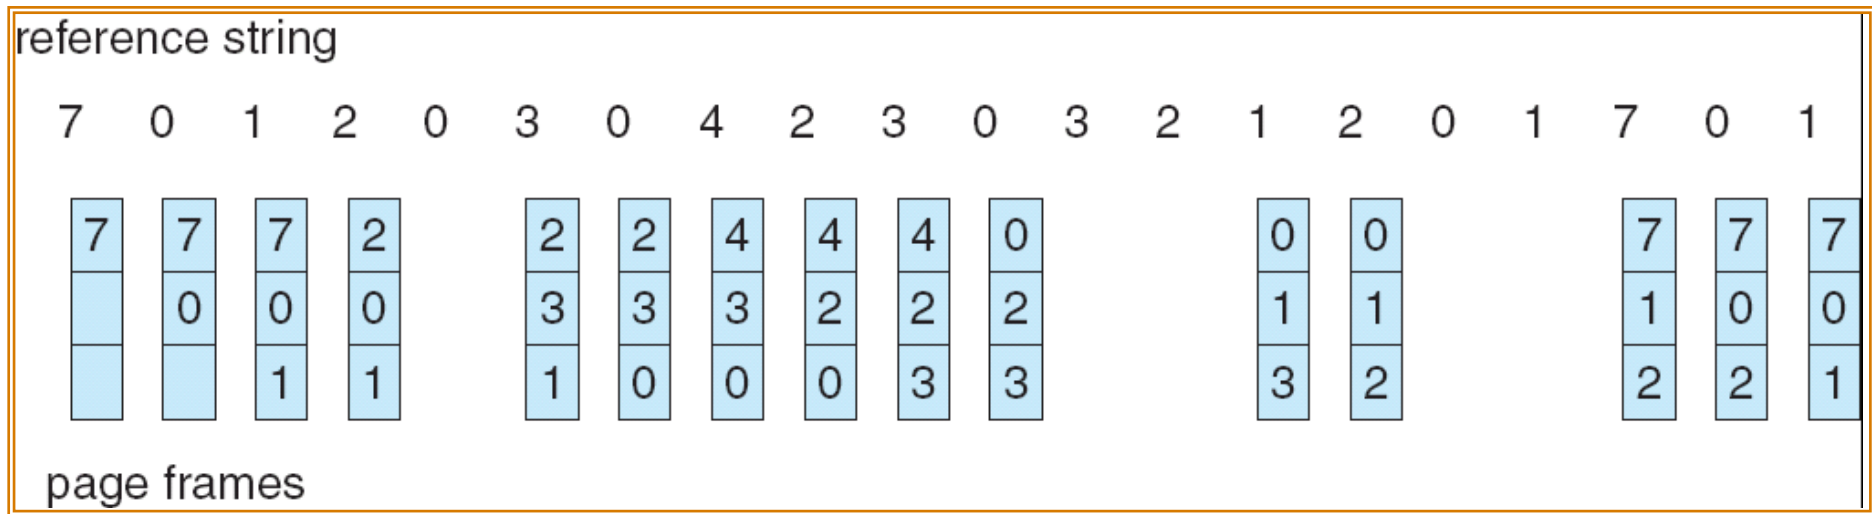 reference string
7 0 1 2 0 3 0 4 2 3 0 3 2 1 2 0 1 7 0 1
7 7 7 2 2 2 4 4 4 0 0 0 7 7 7
0 0 0 3 3 3 2 2 2 1 1 1 0 0
1 1 1 0 0 0 3 3 3 2 2 2 1
page frames